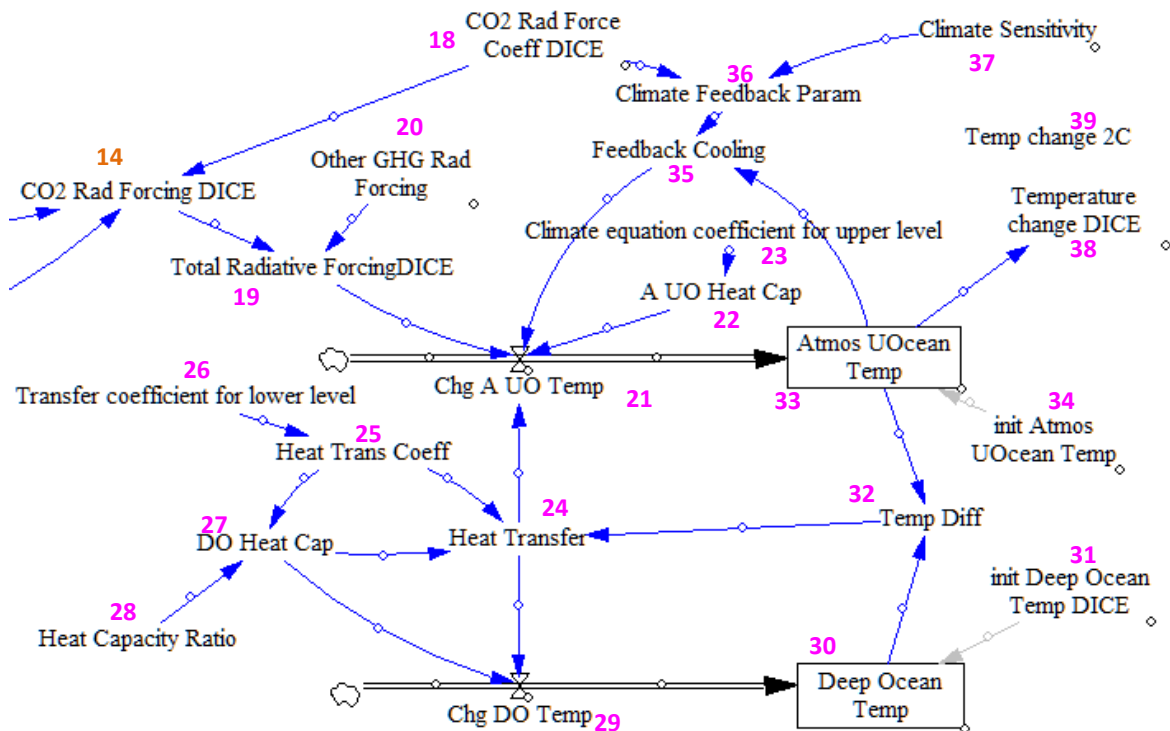 18
CO2 Rad Force
Coeff DICE
Climate Sensitivity
37
36
Climate Feedback Param
39
Temp change 2C
20
Other GHG Rad
Forcing
14
CO2 Rad Forcing DICE
Feedback Cooling
35
Temperature
change DICE
38
Climate equation coefficient for upper level
23
Total Radiative ForcingDICE
19
A UO Heat Cap
22
Atmos UOcean
Temp
33
Chg A UO Temp
21
26
Transfer coefficient for lower level
34
init Atmos
UOcean Temp
25
Heat Trans Coeff
24
Heat Transfer
32
Temp Diff
27
DO Heat Cap
31
init Deep Ocean
Temp DICE
28
Heat Capacity Ratio
30
Deep Ocean
Temp
Chg DO Temp
29